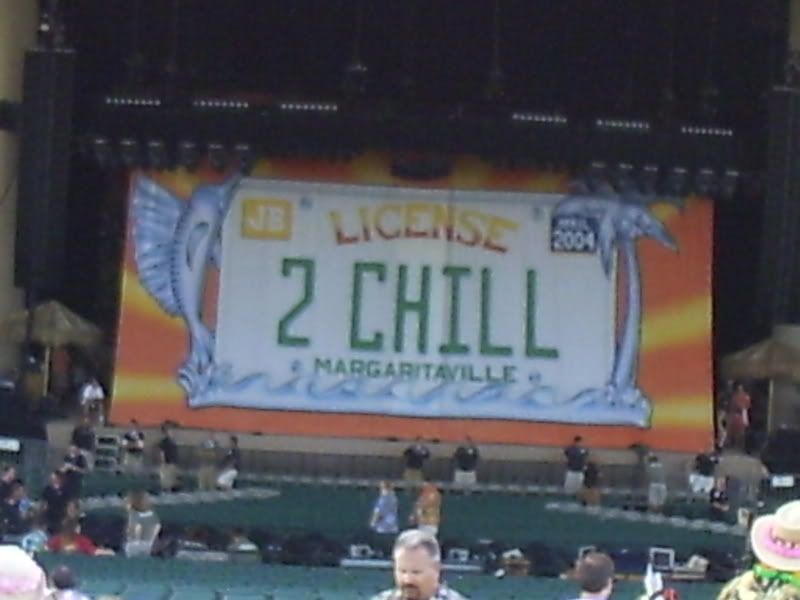 JB
LICENSE
2004
2 CHILL
MARGARITAVILLE